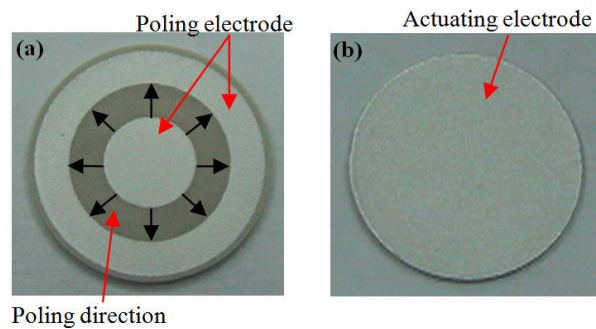 (a)
Poling electrode
Poling direction
(b)
Actuating electrode